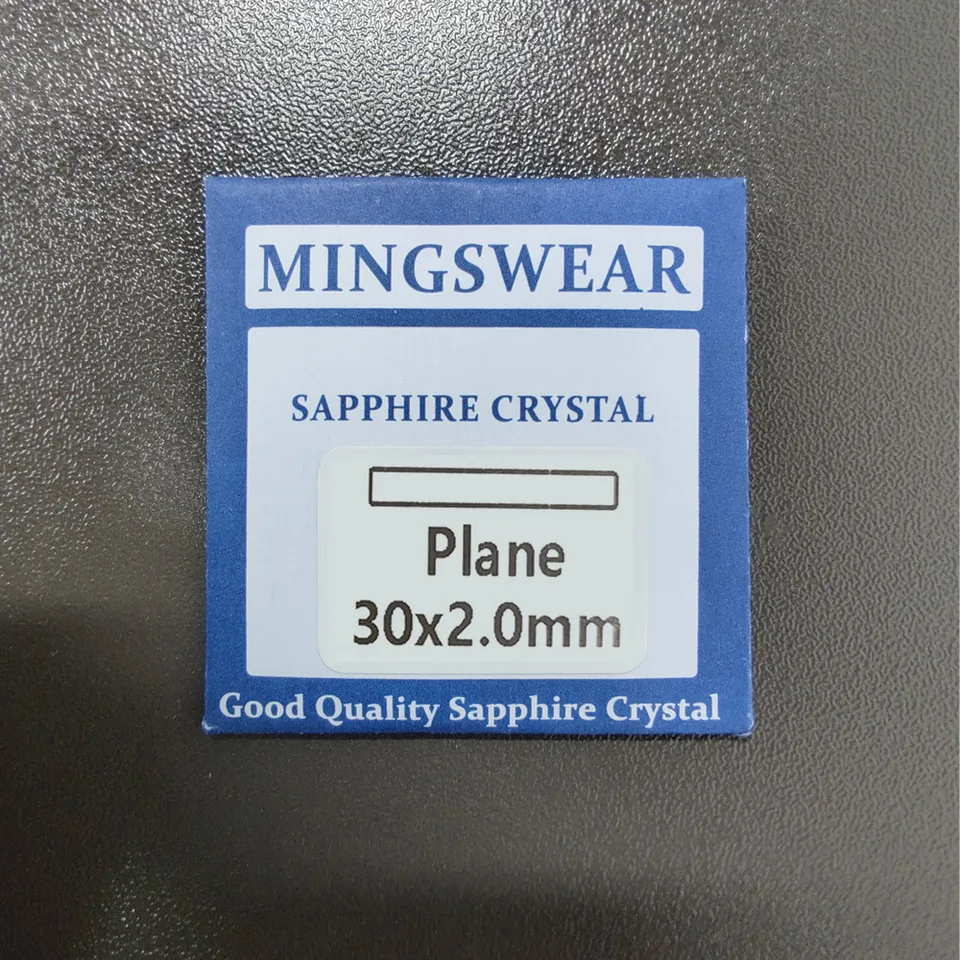 MINGSWEAR
SAPPHIRE CRYSTAL
Plane
30x2.0mm
Good Quality Sapphire Crystal